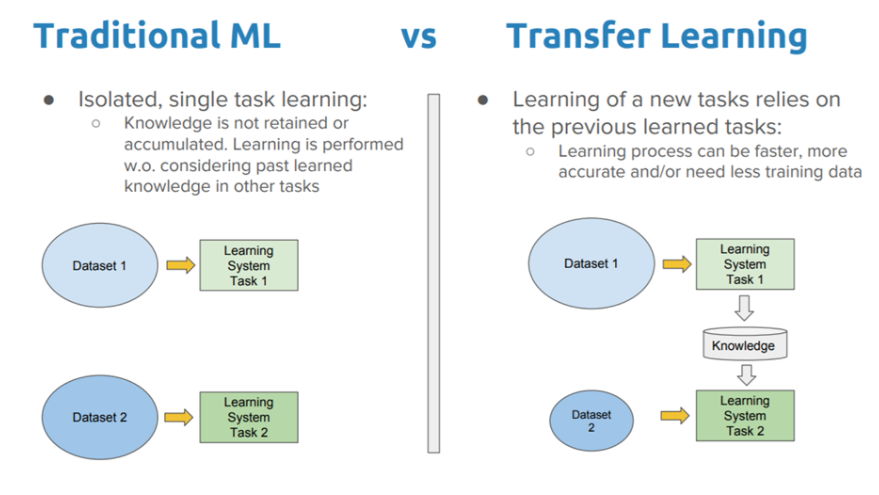 Traditional ML vs Transfer Learning
● Isolated, single task learning:
○ Knowledge is not retained or
accumulated. Learning is performed
w.o. considering past learned
knowledge in other tasks
Dataset 1
Learning
System
Task 1
Dataset 2
Learning
System
Task 2
● Learning of a new tasks relies on
the previous learned tasks:
○ Learning process can be faster, more
accurate and/or need less training data
Dataset 1
Learning
System
Task 1
Knowledge
Dataset
2
Learning
System
Task 2